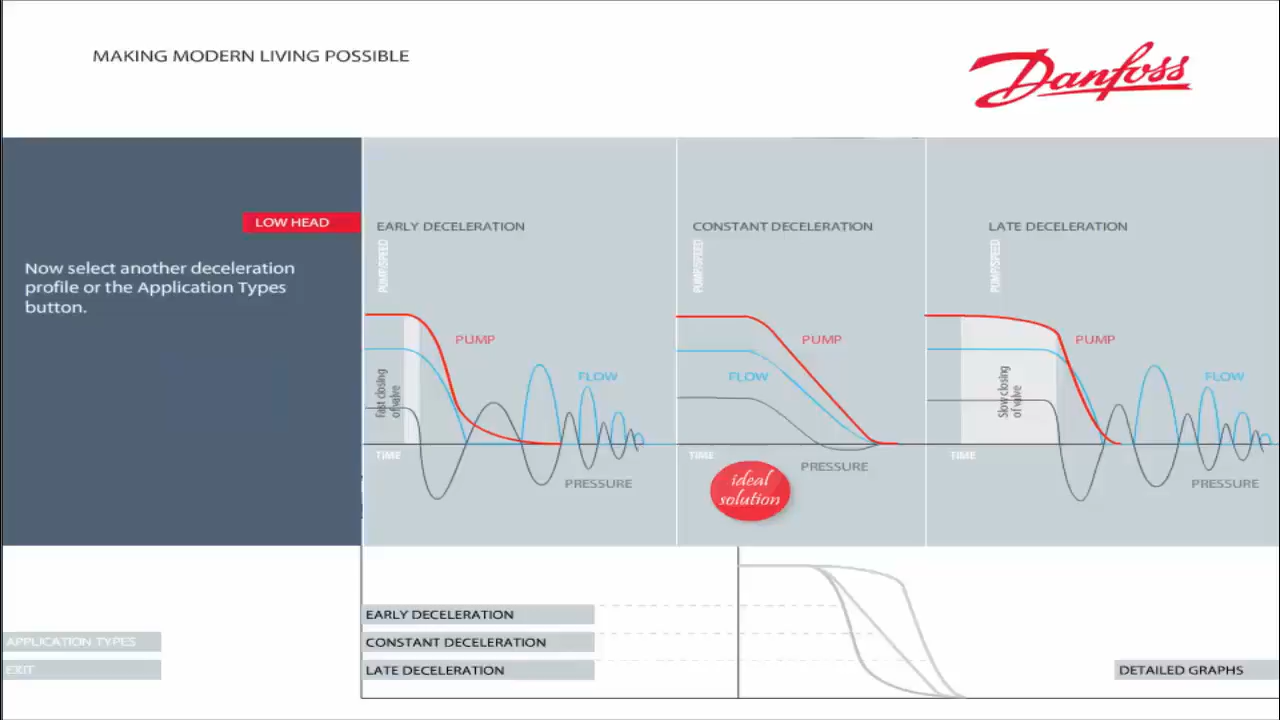 MAKING MODERN LIVING POSSIBLE
Danfoss
LOW HEAD
Now select another deceleration
profile or the Application Types
button.
EARLY DECELERATION
PUMP/SPEED
PUMP
FLOW
Fast closing
of valve
TIME
PRESSURE
CONSTANT DECELERATION
PUMP/SPEED
PUMP
FLOW
TIME
PRESSURE
ideal
solution
LATE DECELERATION
PUMP/SPEED
PUMP
FLOW
Slow closing
of valve
TIME
PRESSURE
EARLY DECELERATION
CONSTANT DECELERATION
LATE DECELERATION
APPLICATION TYPES
EXIT
DETAILED GRAPHS